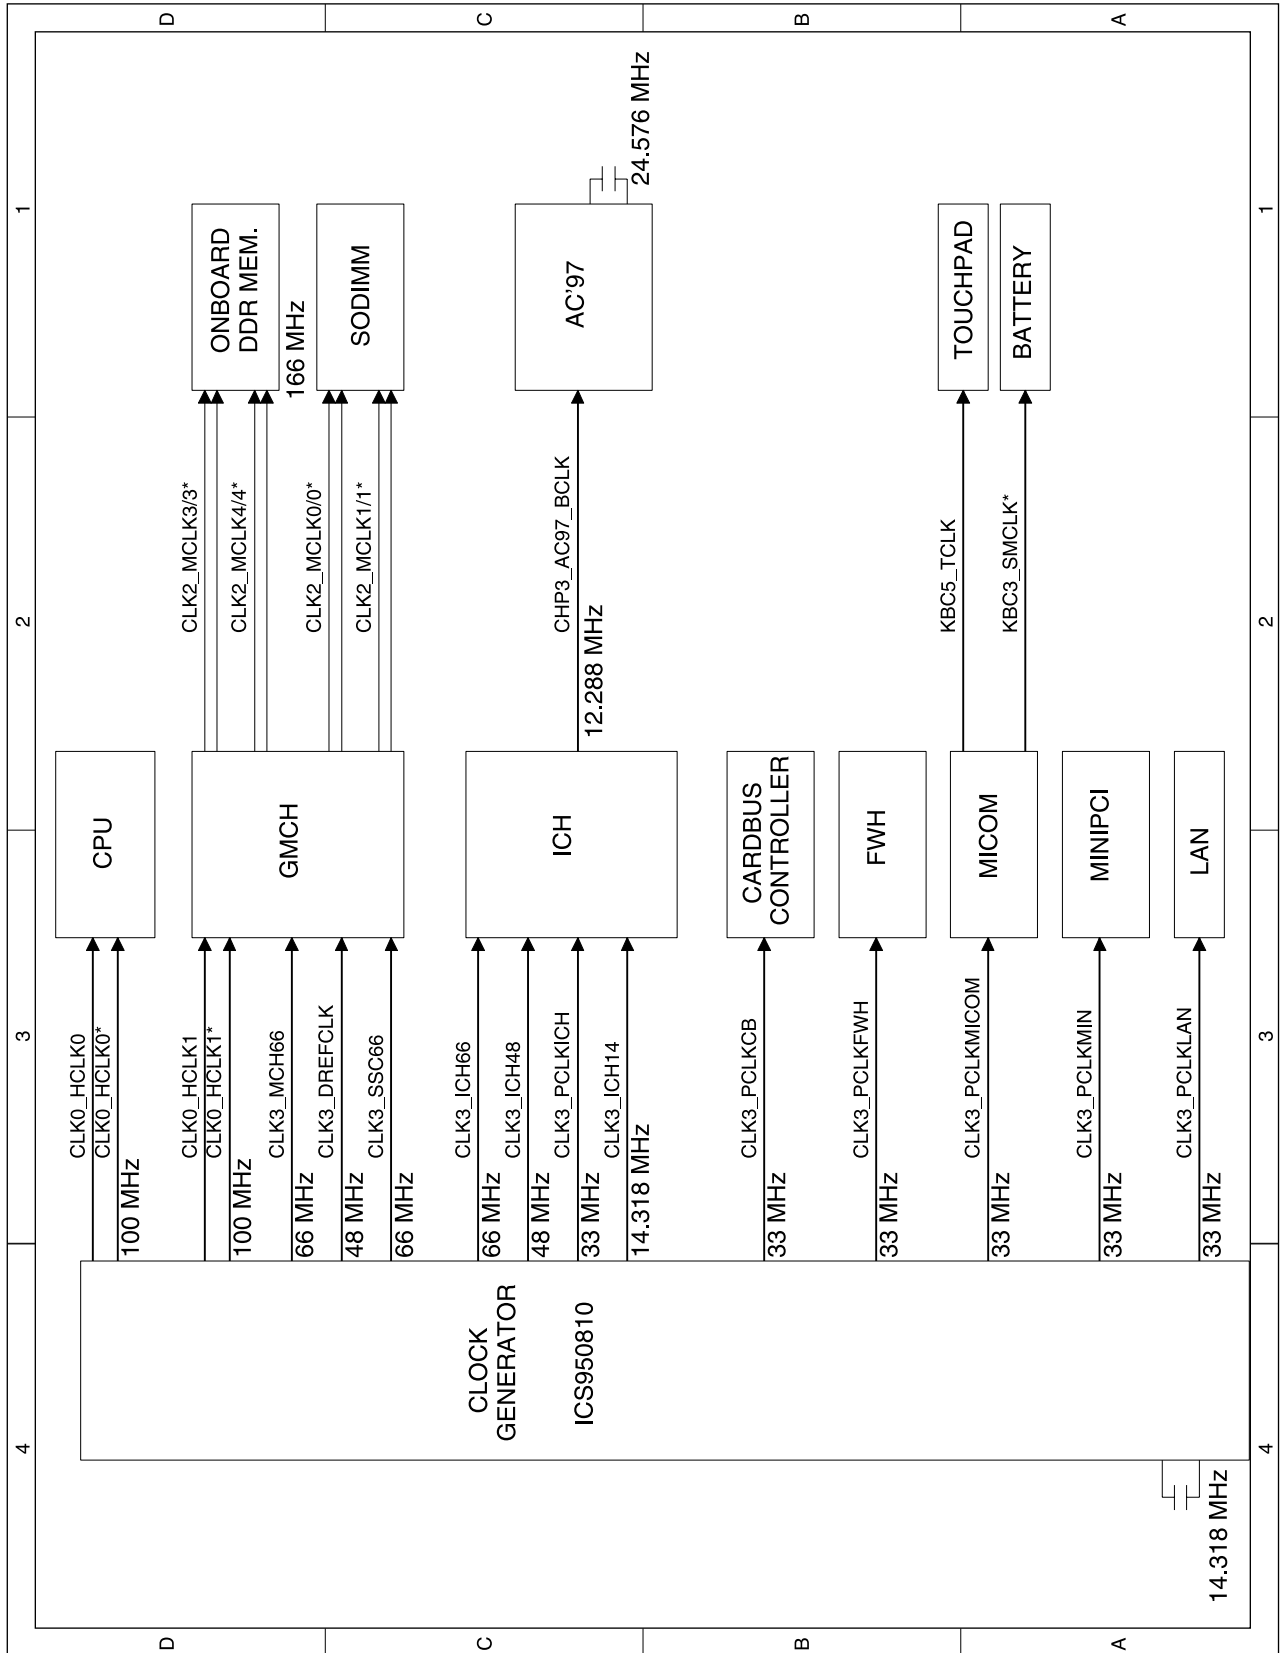 4
3
2
1
D
D
C
C
B
B
A
A
CLOCK
GENERATOR
ICS950810
14.318 MHz
CLK0_HCLK0
CLK0_HCLK0*
100 MHz
CPU
CLK0_HCLK1
CLK0_HCLK1*
100 MHz
CLK3_MCH66
66 MHz
CLK3_DREFCLK
48 MHz
CLK3_SSC66
66 MHz
GMCH
CLK2_MCLK3/3*
CLK2_MCLK4/4*
ONBOARD
DDR MEM.
166 MHz
CLK2_MCLK0/0*
CLK2_MCLK1/1*
SODIMM
CLK3_ICH66
66 MHz
CLK3_ICH48
48 MHz
CLK3_PCLKICH
33 MHz
CLK3_ICH14
14.318 MHz
ICH
CHP3_AC97_BCLK
12.288 MHz
AC'97
24.576 MHz
CLK3_PCLKCB
33 MHz
CARDBUS
CONTROLLER
CLK3_PCLKFWH
33 MHz
FWH
CLK3_PCLKMICOM
33 MHz
MICOM
KBC5_TCLK
TOUCHPAD
KBC3_SMCLK*
BATTERY
CLK3_PCLKMIN
33 MHz
MINIPCI
CLK3_PCLKLAN
33 MHz
LAN
4
3
2
1